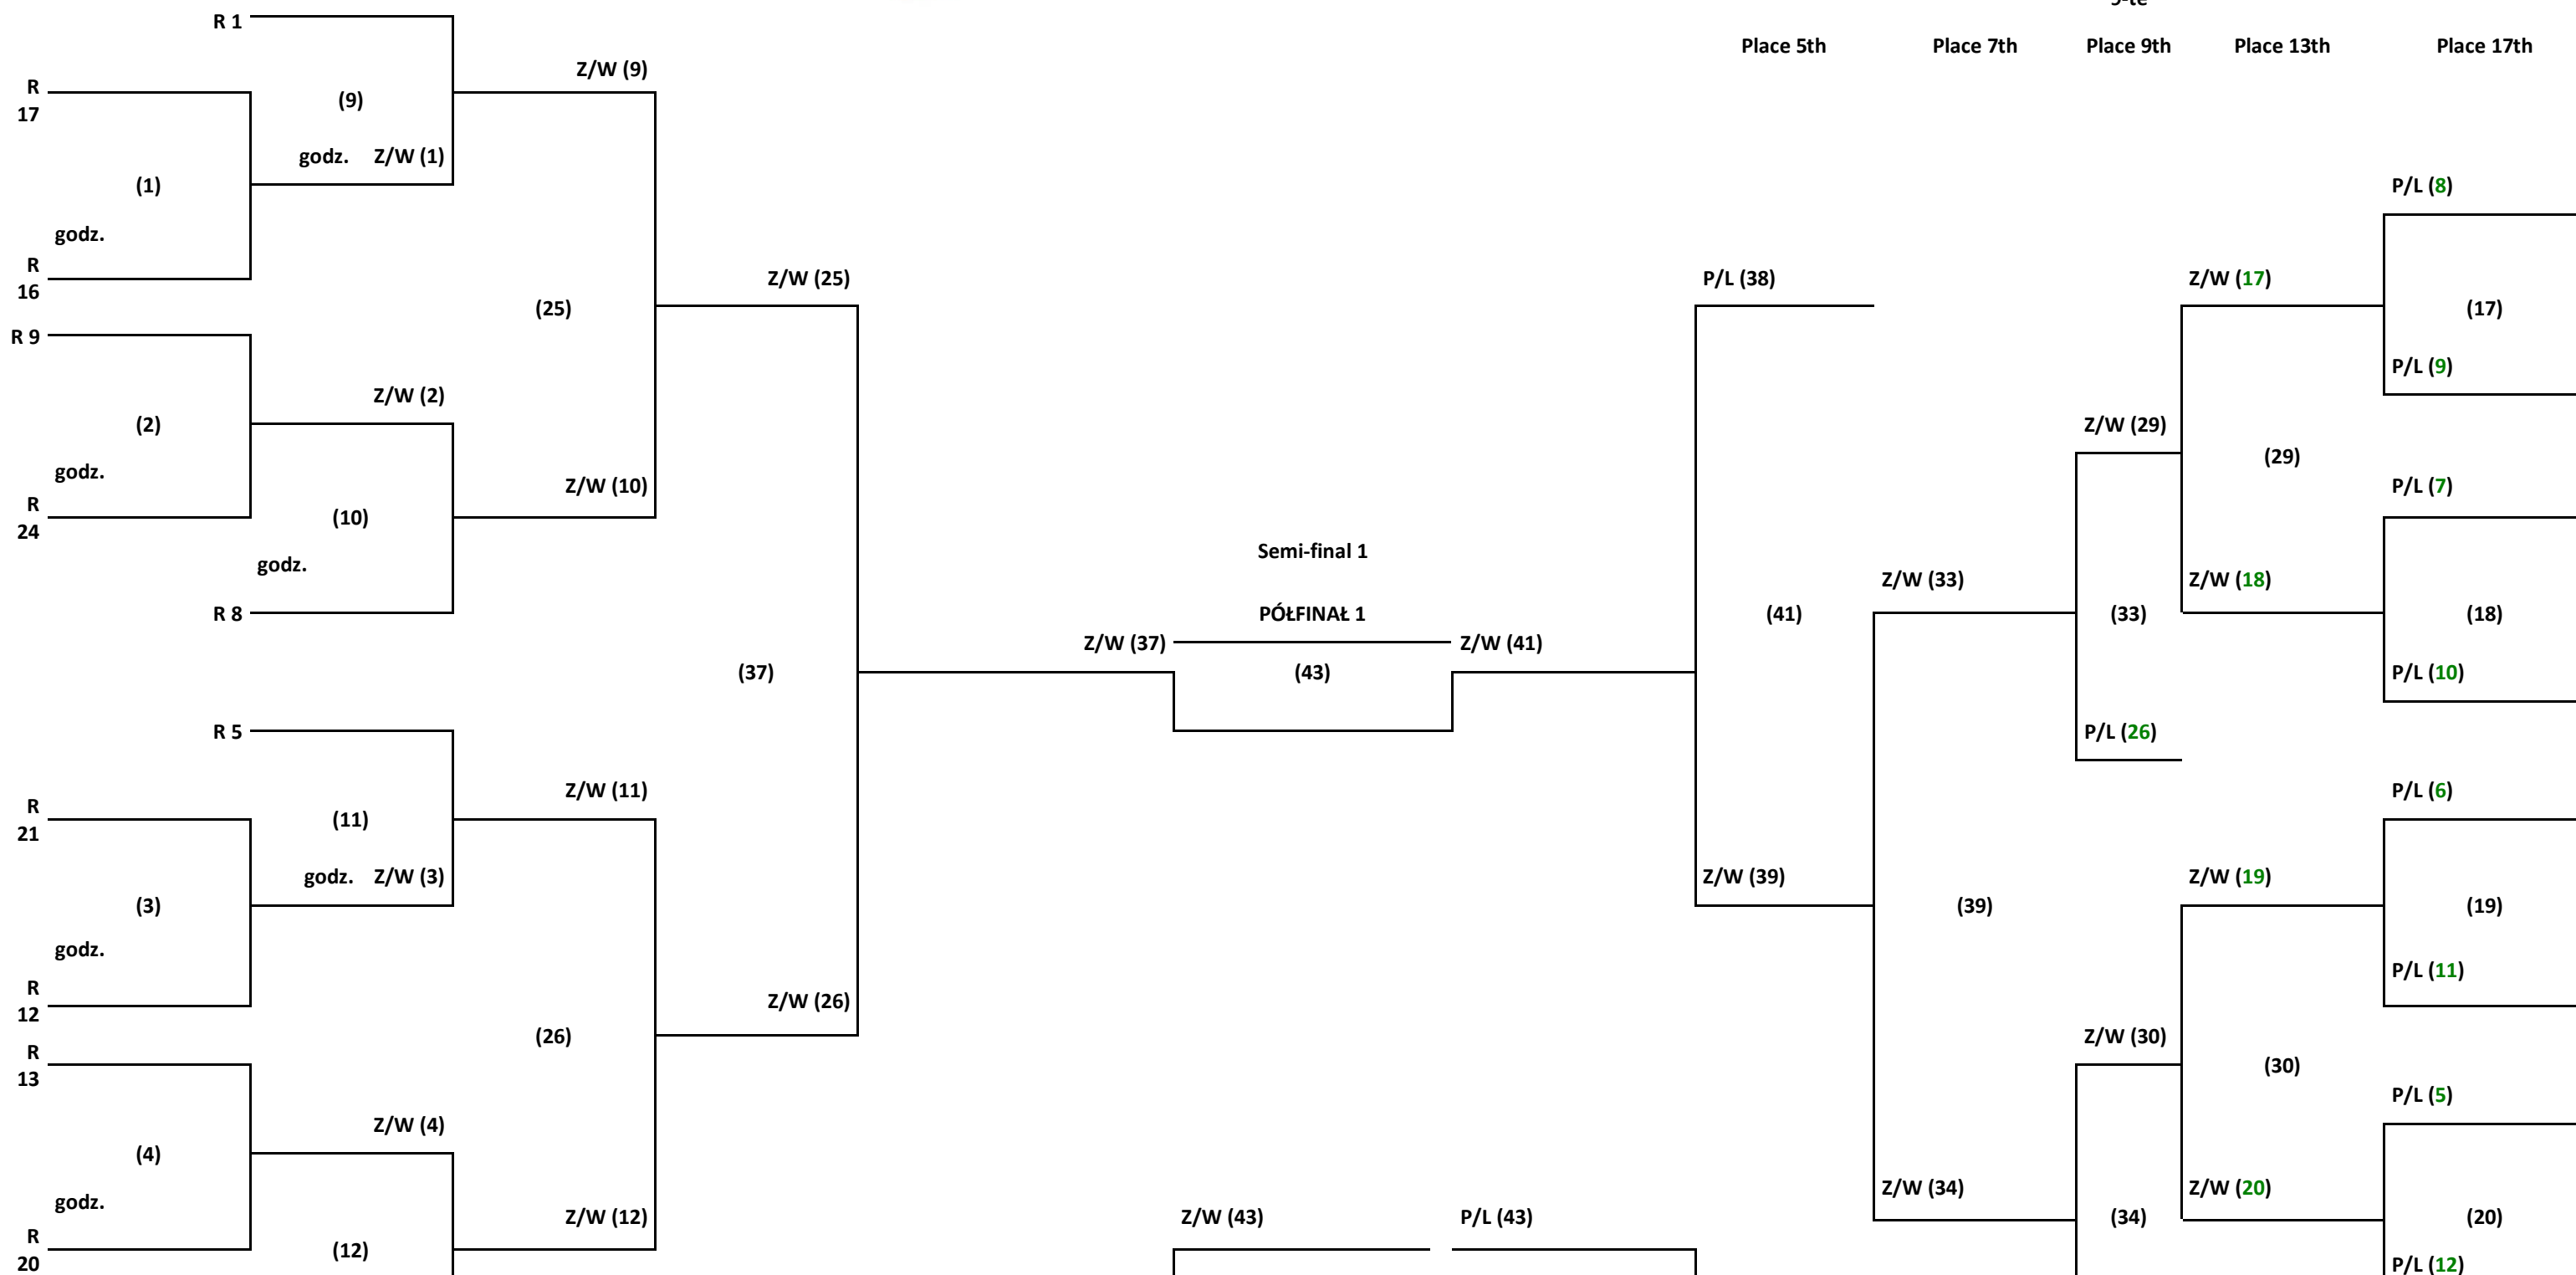 9-te
Place 5th
Place 7th
Place 9th
Place 13th
Place 17th
R 1
Z/W (9)
R
17
(9)
godz.
Z/W (1)
(1)
P/L (8)
godz.
R
16
Z/W (25)
P/L (38)
Z/W (17)
(25)
(17)
R 9
P/L (9)
Z/W (2)
(2)
Z/W (29)
(29)
godz.
Z/W (10)
P/L (7)
R
24
(10)
Semi-final 1
godz.
Z/W (33)
Z/W (18)
R 8
PÓŁFINAŁ 1
(41)
(33)
(18)
Z/W (37)
Z/W (41)
(37)
(43)
P/L (10)
R 5
P/L (26)
Z/W (11)
P/L (6)
R
21
(11)
godz.
Z/W (3)
Z/W (39)
Z/W (19)
(3)
(39)
(19)
godz.
P/L (11)
R
12
Z/W (26)
(26)
Z/W (30)
R
13
(30)
P/L (5)
Z/W (4)
(4)
godz.
Z/W (34)
Z/W (20)
Z/W (12)
Z/W (43)
P/L (43)
(34)
(20)
R
20
(12)
P/L (12)